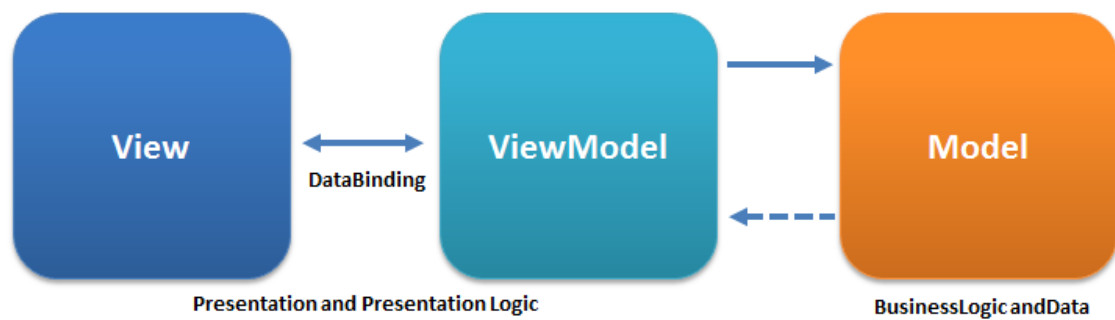 View
ViewModel
Model
DataBinding
Presentation and Presentation Logic
BusinessLogic andData